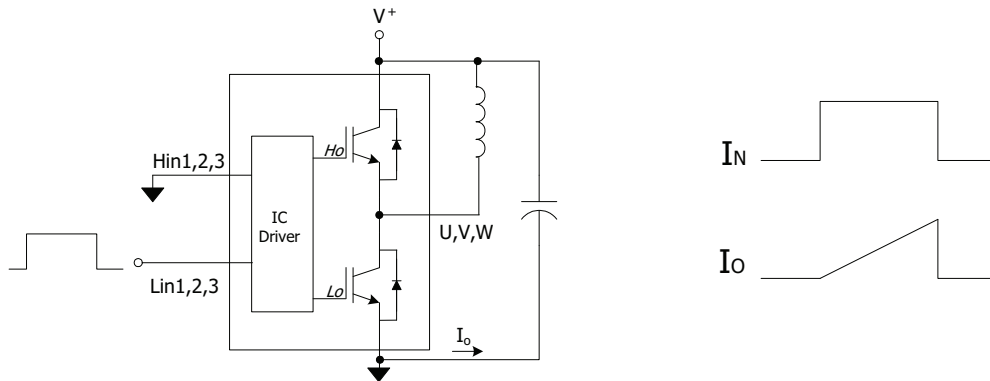 V+
Hin1,2,3
Ho
IC
Driver
U,V,W
Lin1,2,3
Lo
Io
IN
IO